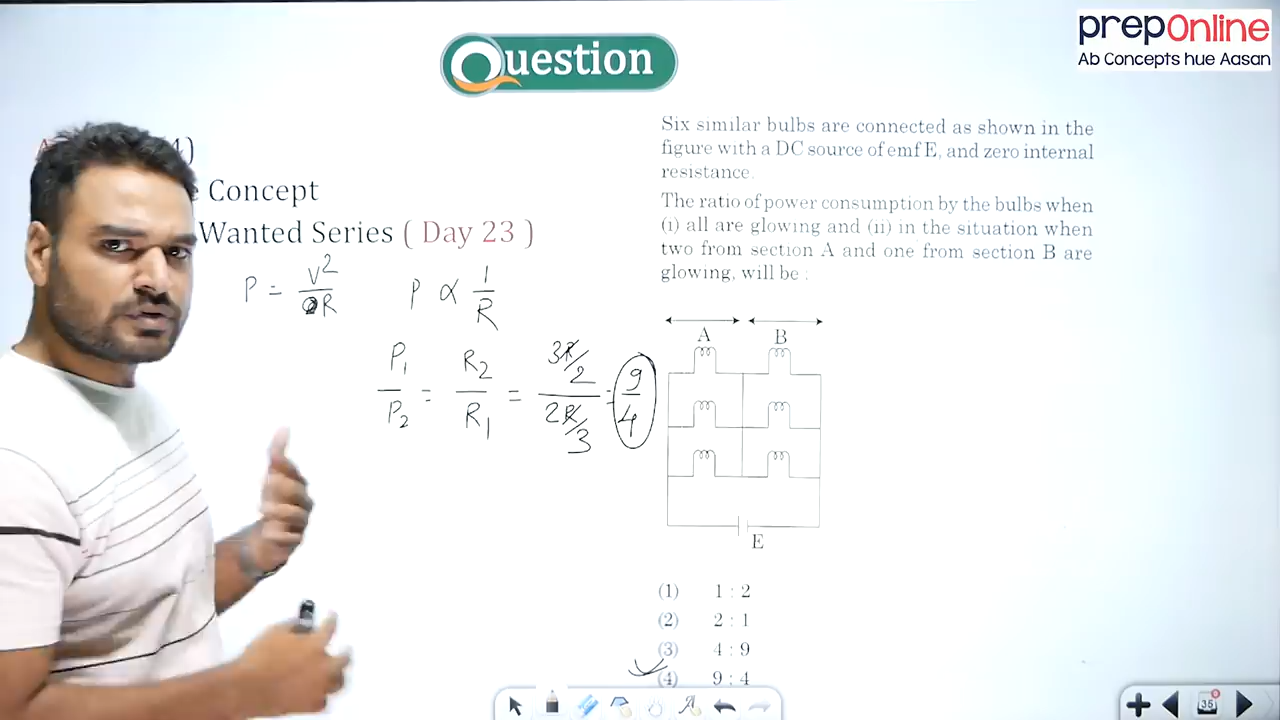 prepOnline
Ab Concepts hue Aasan
Question
4)
Concept
Wanted Series ( Day 23 )
Six similar bulbs are connected as shown in the
figure with a DC source of emf E, and zero internal
resistance.
The ratio of power consumption by the bulbs when
(i) all are glowing and (ii) in the situation when
two from section A and one from section B are
glowing, will be :
P = V² / R
P ∝ 1 / R
P₁ / P₂ = R₂ / R₁ = 3R/2 / 2R/3 = 9 / 4
A B
E
(1) 1 : 2
(2) 2 : 1
(3) 4 : 9
(4) 9 : 4
35